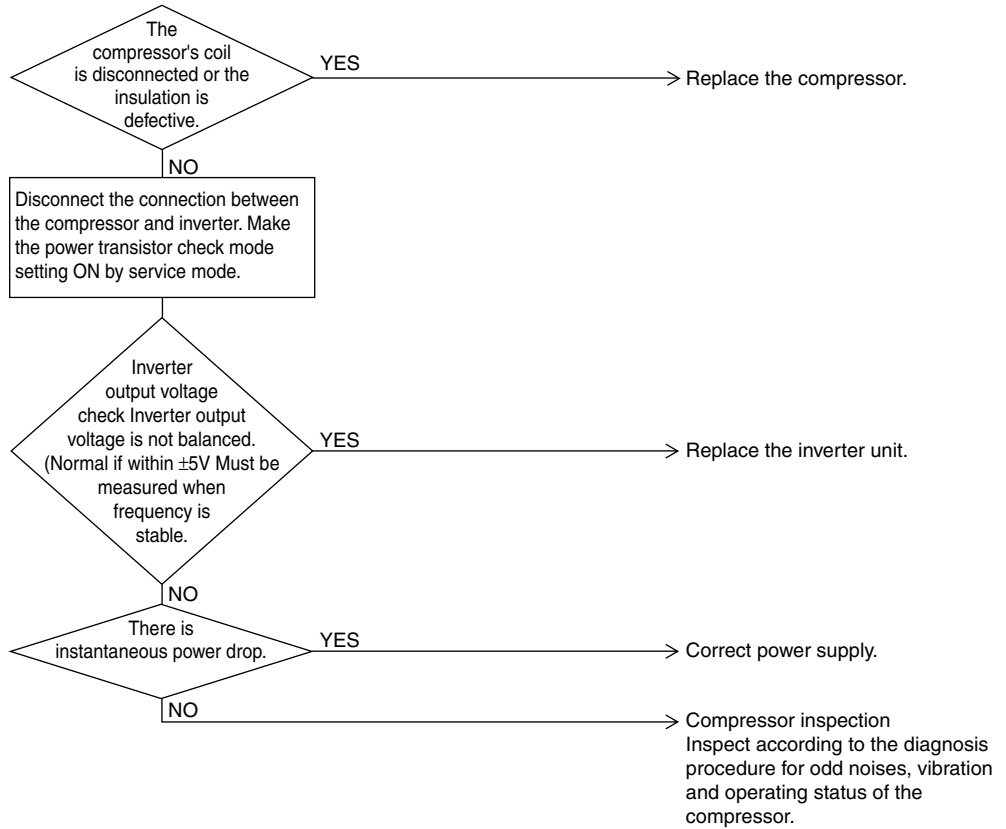 The
compressor's coil
is disconnected or the
insulation is
defective.
YES
Replace the compressor.
NO
Disconnect the connection between
the compressor and inverter. Make
the power transistor check mode
setting ON by service mode.
Inverter
output voltage
check Inverter output
voltage is not balanced.
(Normal if within ±5V Must be
measured when
frequency is
stable.
YES
Replace the inverter unit.
NO
There is
instantaneous power drop.
YES
Correct power supply.
NO
Compressor inspection
Inspect according to the diagnosis
procedure for odd noises, vibration
and operating status of the
compressor.